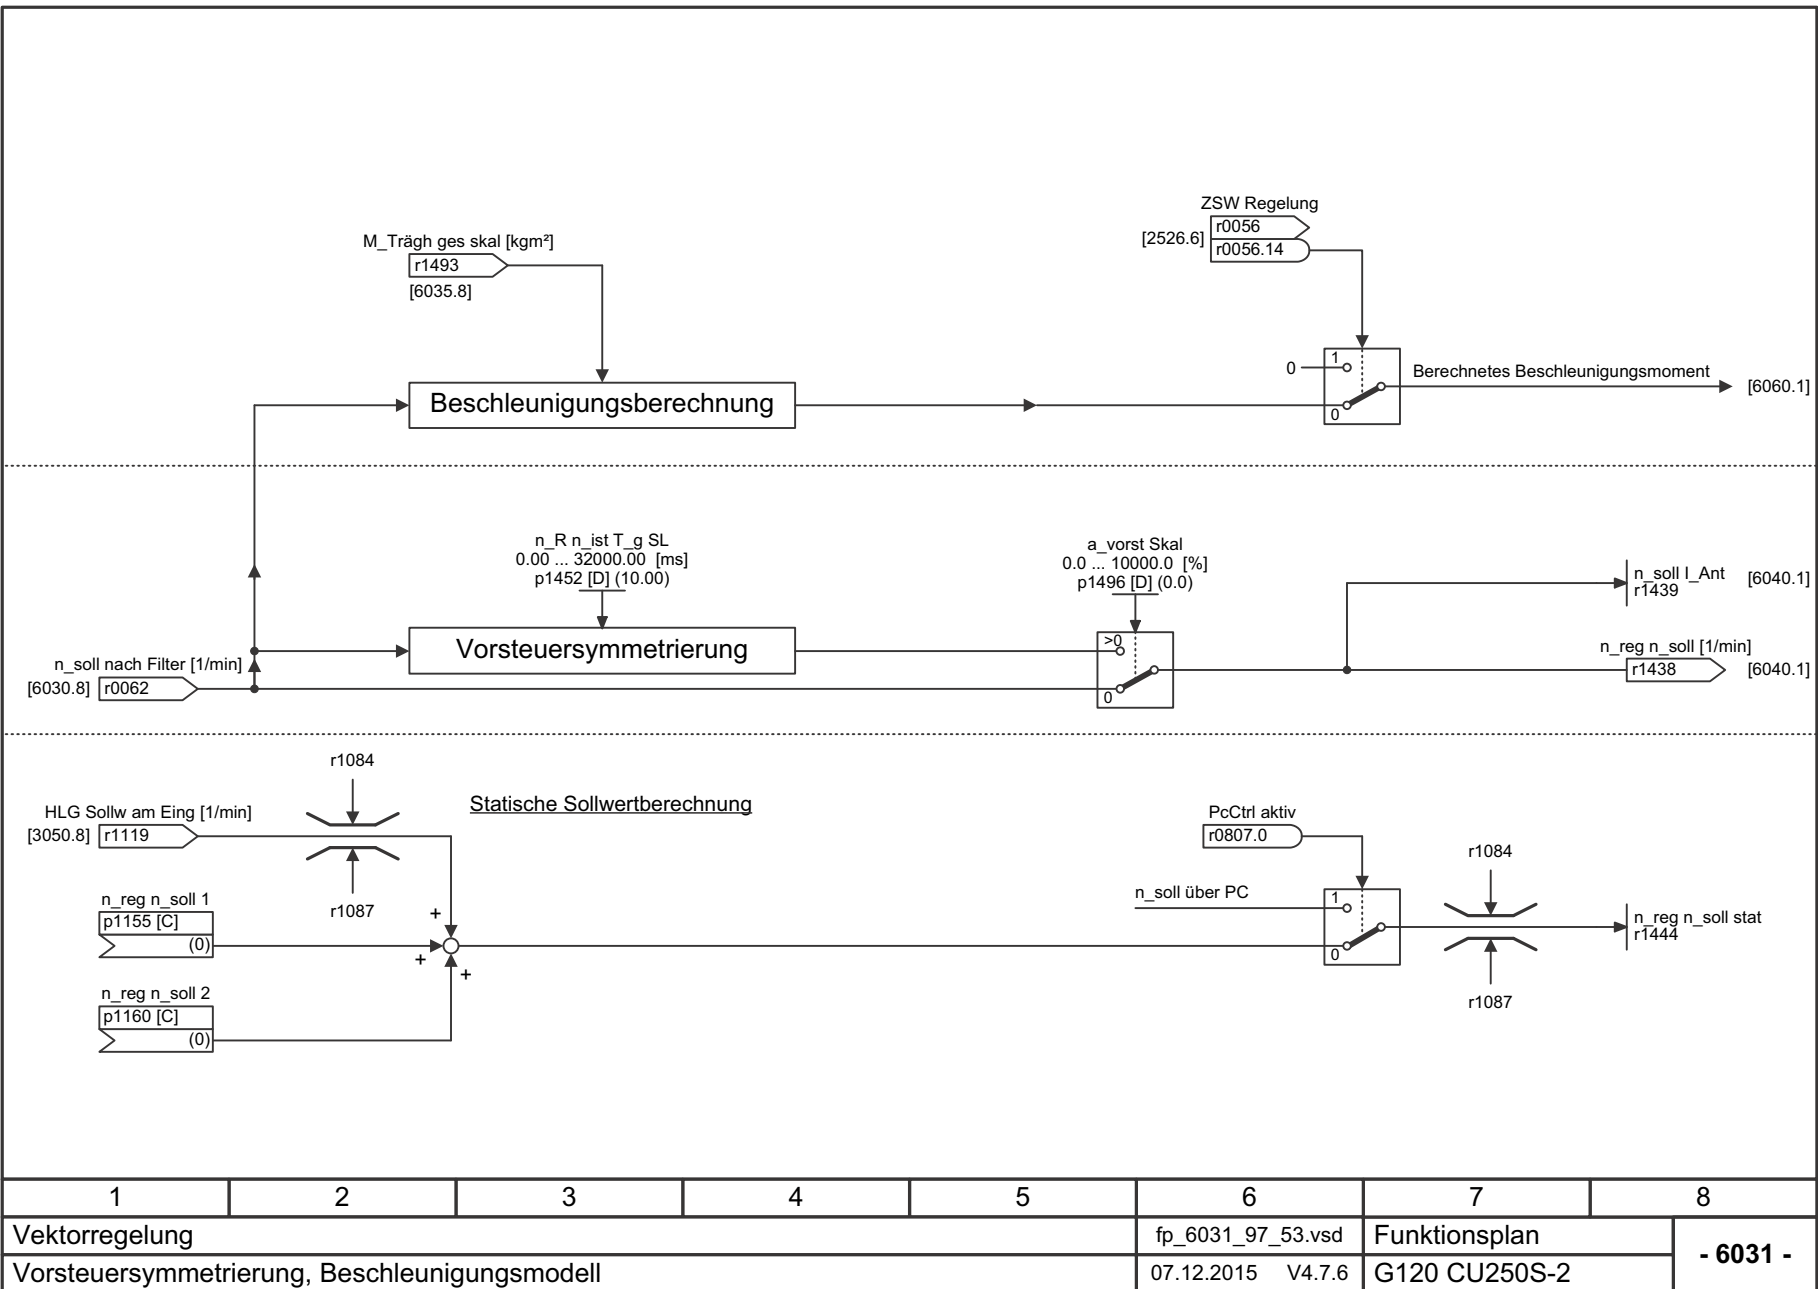 ZSW Regelung
[2526.6]
r0056
r0056.14
M_Trägh ges skal [kgm²]
r1493
[6035.8]
0
1
0
Berechnetes Beschleunigungsmoment
[6060.1]
Beschleunigungsberechnung
n_R n_ist T_g SL
0.00 ... 32000.00 [ms]
p1452 [D] (10.00)
a_vorst Skal
0.0 ... 10000.0 [%]
p1496 [D] (0.0)
n_soll I_Ant
r1439
[6040.1]
Vorsteuersymmetrierung
>0
0
n_soll nach Filter [1/min]
[6030.8]
r0062
n_reg n_soll [1/min]
r1438
[6040.1]
r1084
HLG Sollw am Eing [1/min]
[3050.8]
r1119
r1087
Statische Sollwertberechnung
PcCtrl aktiv
r0807.0
n_reg n_soll 1
p1155 [C]
(0)
+
+
+
n_reg n_soll 2
p1160 [C]
(0)
n_soll über PC
1
0
r1084
r1087
n_reg n_soll stat
r1444
1 2 3 4 5 6 7 8
Vektorregelung
fp_6031_97_53.vsd
Funktionsplan
- 6031 -
Vorsteuersymmetrierung, Beschleunigungsmodell
07.12.2015 V4.7.6
G120 CU250S-2